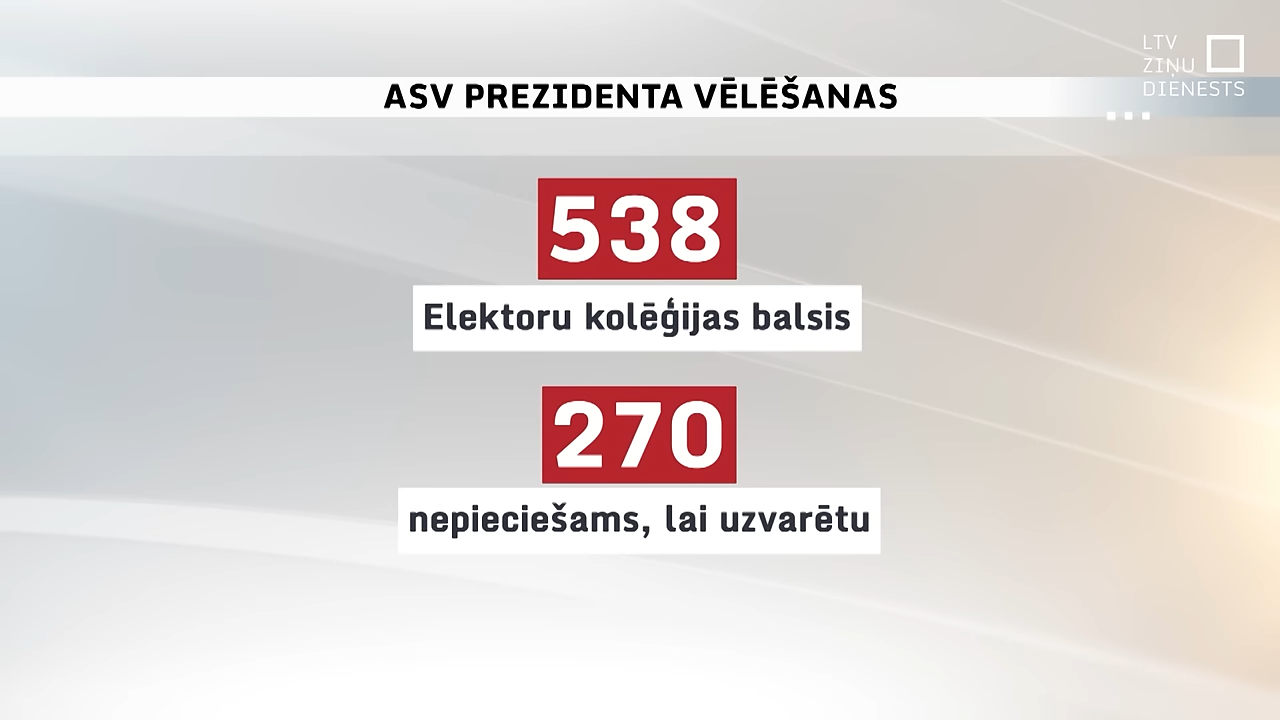 LTV
ZIŅU
DIENESTS
ASV PREZIDENTA VĒLĒŠANAS
538
Elektoru kolēģijas balsis
270
nepieciešams, lai uzvarētu